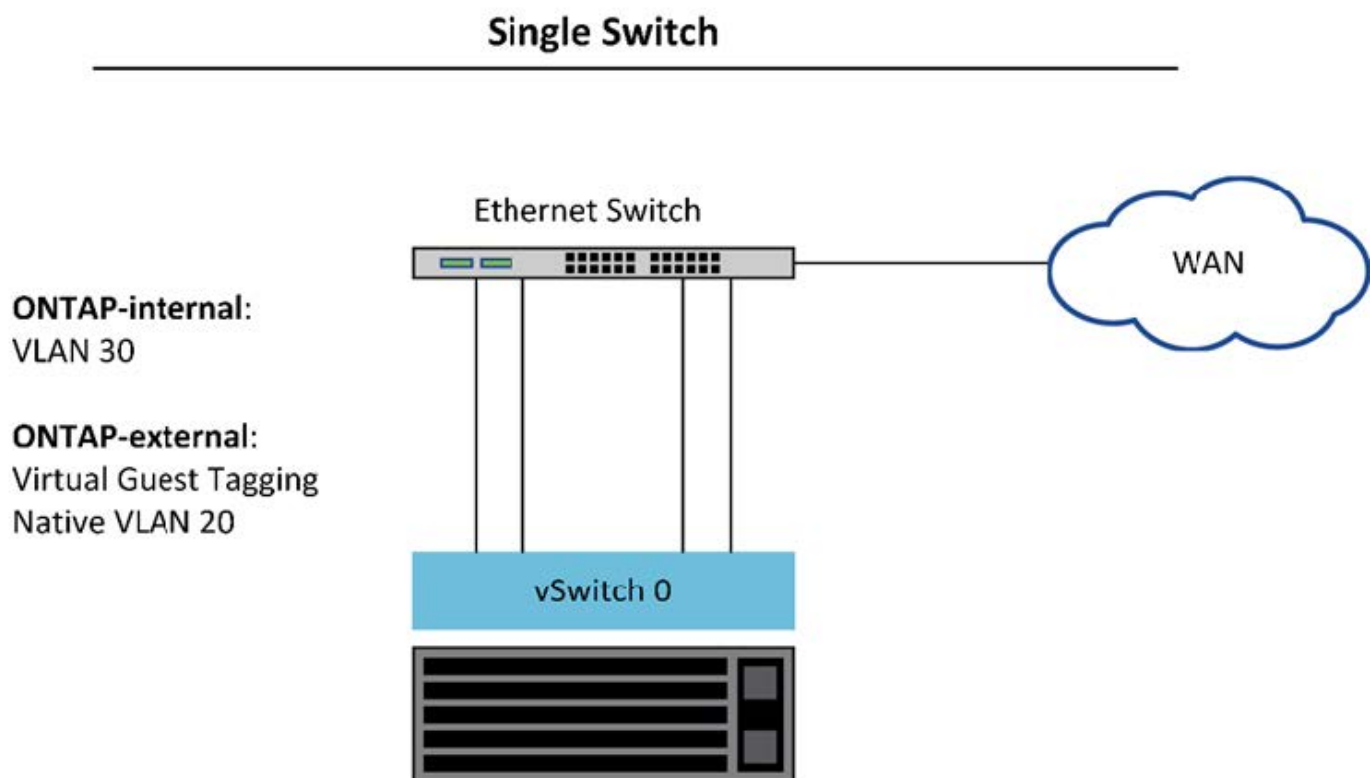 Single Switch
Ethernet Switch
WAN
ONTAP-internal:
VLAN 30
ONTAP-external:
Virtual Guest Tagging
Native VLAN 20
vSwitch 0